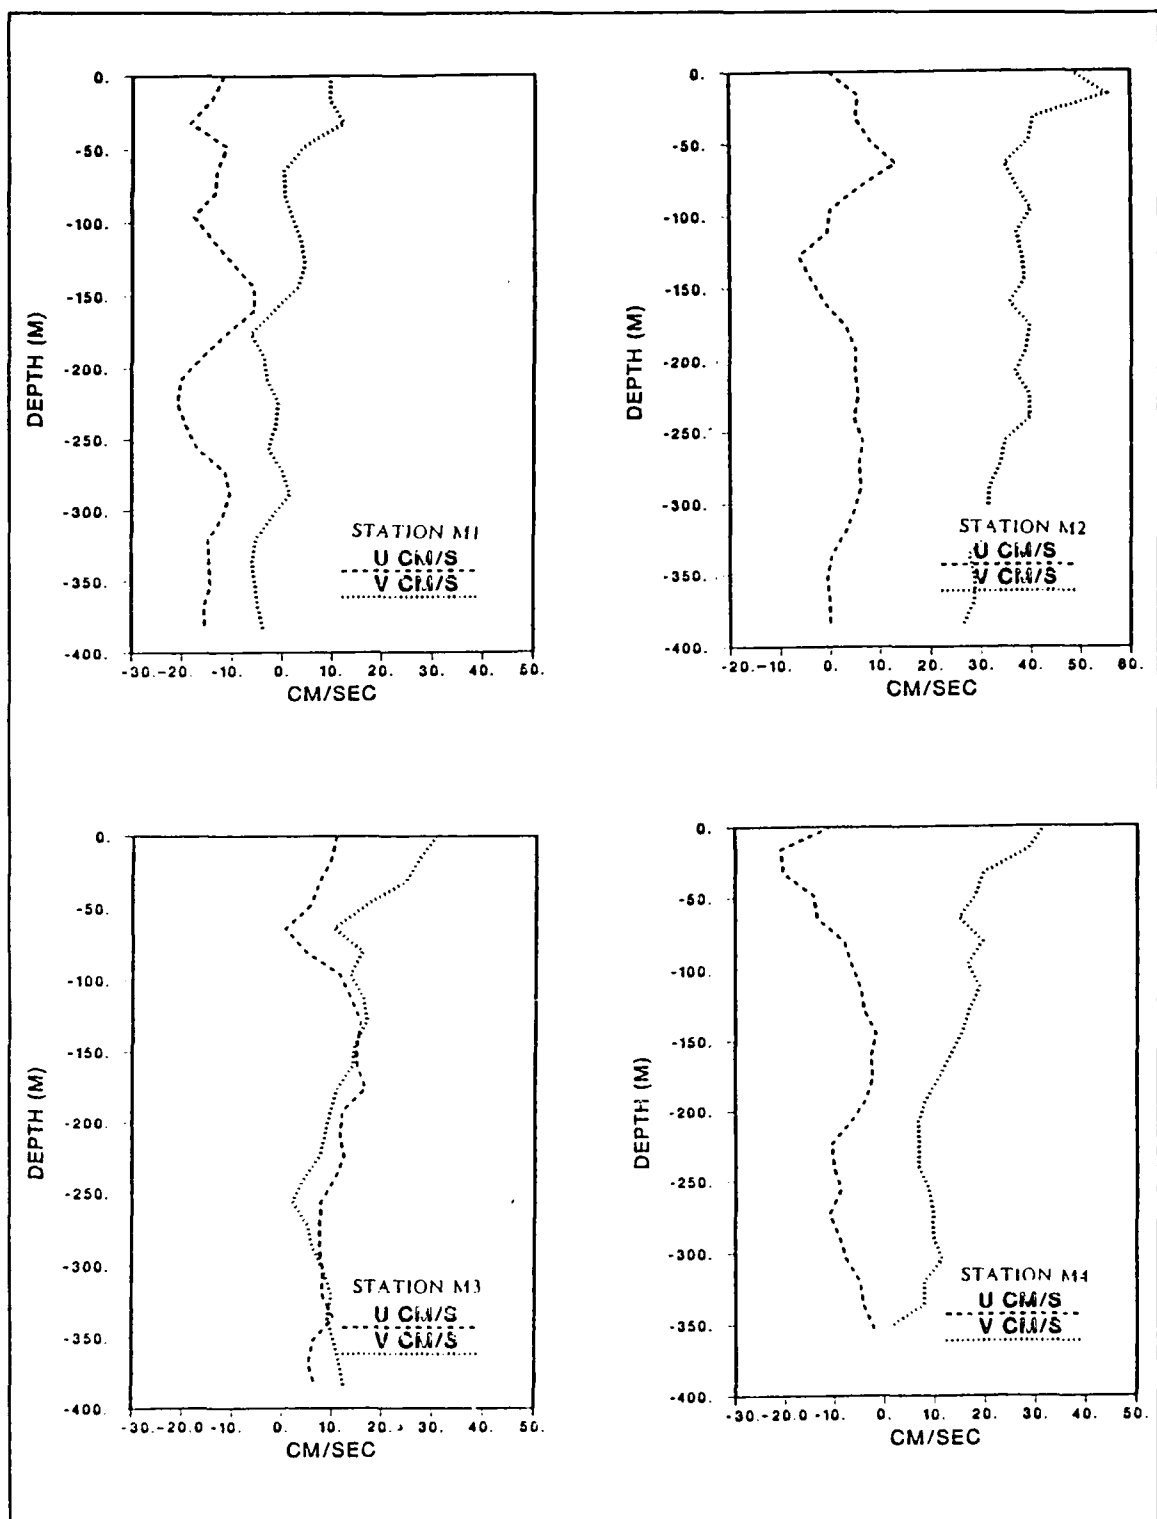 0.
-50.
-100.
-150.
-200.
-250.
-300.
-350.
-400.
DEPTH (M)
STATION M1
U CM/S
V CM/S
-30.-20. -10. 0. 10. 20. 30. 40. 50.
CM/SEC
0.
-50.
-100.
-150.
-200.
-250.
-300.
-350.
-400.
DEPTH (M)
STATION M2
U CM/S
V CM/S
-20.-10. 0. 10. 20. 30. 40. 50. 60.
CM/SEC
0.
-50.
-100.
-150.
-200.
-250.
-300.
-350.
-400.
DEPTH (M)
STATION M3
U CM/S
V CM/S
-30.-20.0 -10. 0. 10. 20. 40. 50.
CM/SEC
0.
-50.
-100.
-150.
-200.
-250.
-300.
-350.
-400.
DEPTH (M)
STATION M4
U CM/S
V CM/S
-30.-20.0 -10. 0. 10. 20. 30. 40. 50.
CM/SEC